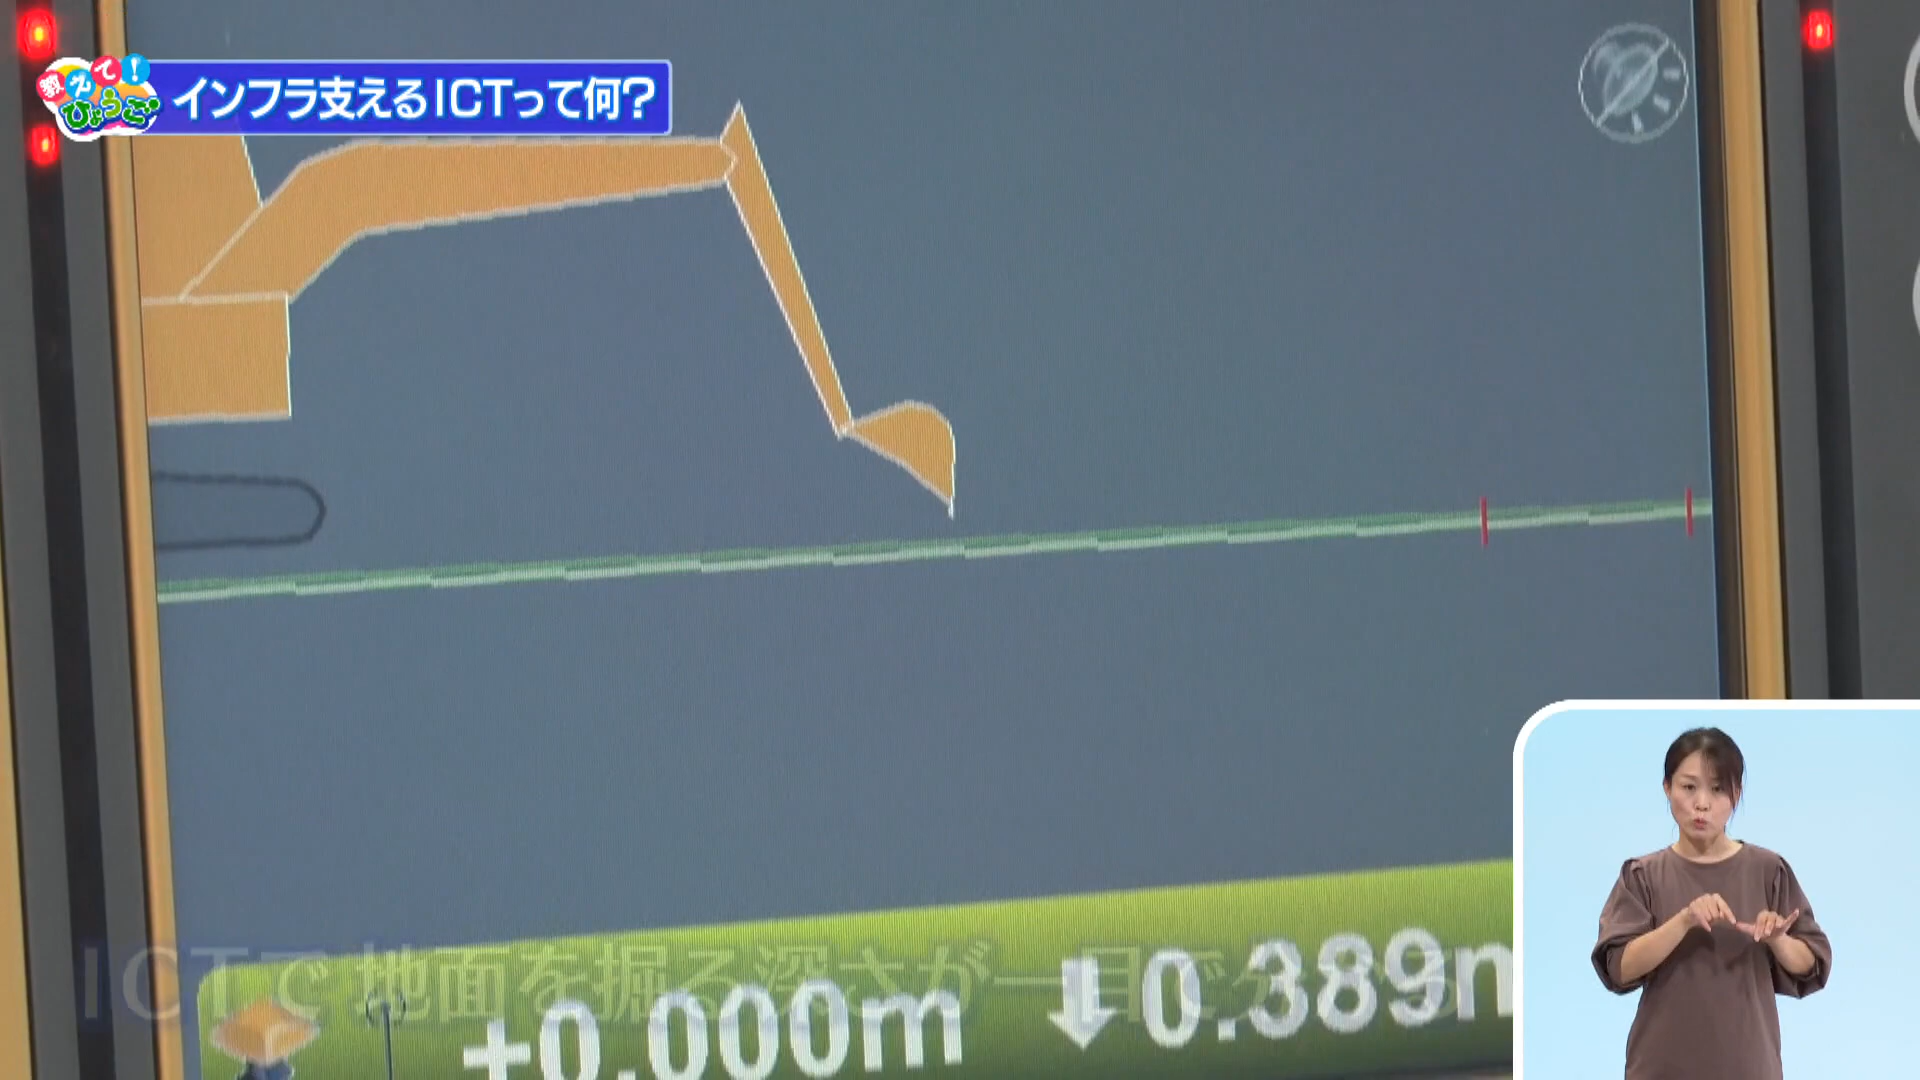 教えて!
ひょうご
インフラ支えるICTって何?
ICTで地面を掘る深さが一目で分かる
+0.000m
↓0.389m